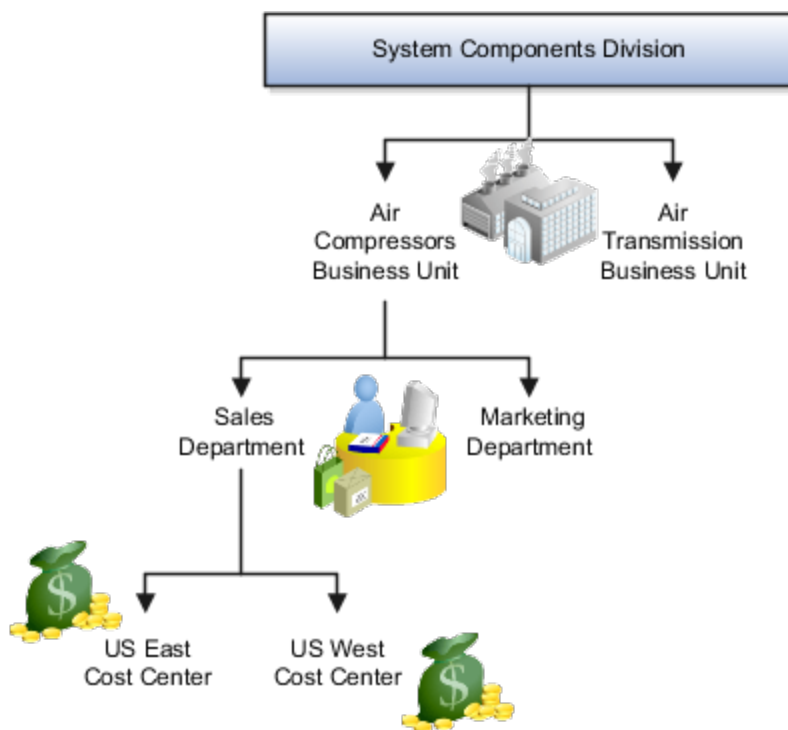 System Components Division
Air
Compressors
Business Unit
Air
Transmission
Business Unit
Sales
Department
Marketing
Department
$
US East
Cost Center
US West
Cost Center
$